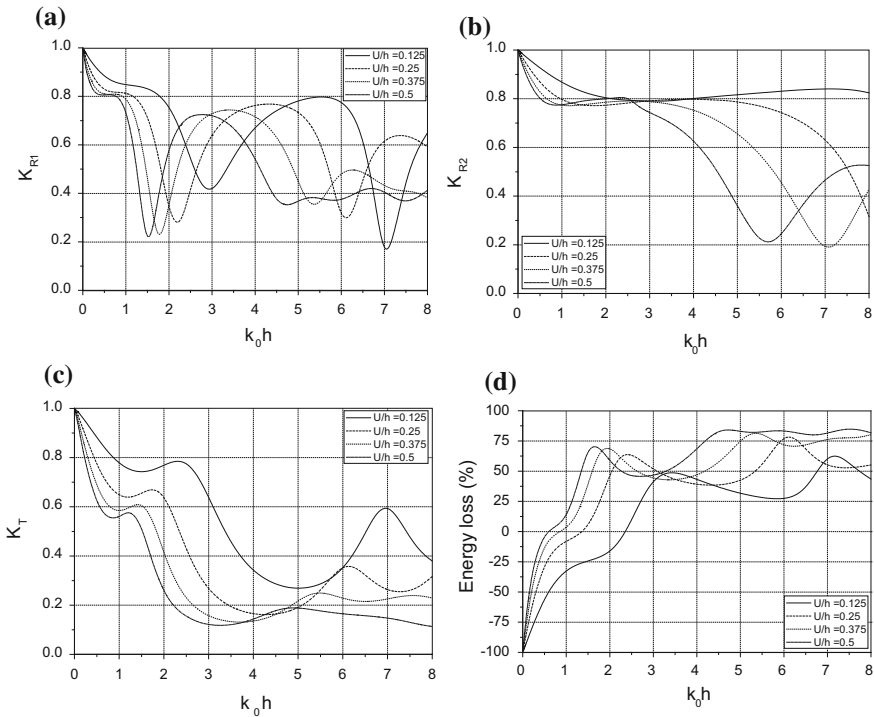 (a)
1.0
0.8
0.6
0.4
0.2
0.0
K_R1
U/h =0.125
U/h =0.25
U/h =0.375
U/h =0.5
0 1 2 3 4 5 6 7 8
k_0h
(b)
1.0
0.8
0.6
0.4
0.2
0.0
K_R2
U/h =0.125
U/h =0.25
U/h =0.375
U/h =0.5
0 1 2 3 4 5 6 7 8
k_0h
(c)
1.0
0.8
0.6
0.4
0.2
0.0
K_T
U/h =0.125
U/h =0.25
U/h =0.375
U/h =0.5
0 1 2 3 4 5 6 7 8
k_0h
(d)
100
75
50
25
0
-25
-50
-75
-100
Energy loss (%)
U/h =0.125
U/h =0.25
U/h =0.375
U/h =0.5
0 1 2 3 4 5 6 7 8
k_0h